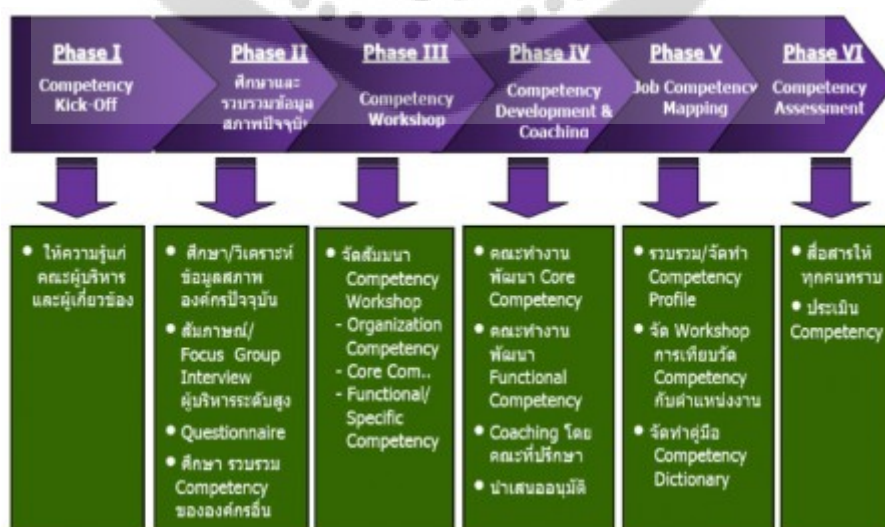 Phase I
Competency
Kick-Off
Phase II
ศึกษาและ
รวบรวมข้อมูล
สภาพปัจจุบัน
Phase III
Competency
Workshop
Phase IV
Competency
Development &
Coaching
Phase V
Job Competency
Mapping
Phase VI
Competency
Assessment
• ให้ความรู้แก่
คณะผู้บริหาร
และผู้เกี่ยวข้อง
• ศึกษา/วิเคราะห์
ข้อมูลสภาพ
องค์กรปัจจุบัน
• สัมภาษณ์/
Focus Group
Interview
ผู้บริหารระดับสูง
• Questionnaire
• ศึกษา รวบรวม
Competency
ขององค์กรอื่น
• จัดสัมมนา
Competency
Workshop
- Organization
Competency
- Core Com..
- Functional/
Specific
Competency
• คณะทำงาน
พัฒนา Core
Competency
• คณะทำงาน
พัฒนา
Functional
Competency
• Coaching โดย
คณะที่ปรึกษา
• นำเสนออนุมัติ
• รวบรวม/จัดทำ
Competency
Profile
• จัด Workshop
การเทียบวัด
Competency
กับตำแหน่งงาน
• จัดทำคู่มือ
Competency
Dictionary
• สื่อสารให้
ทุกคนทราบ
• ประเมิน
Competency